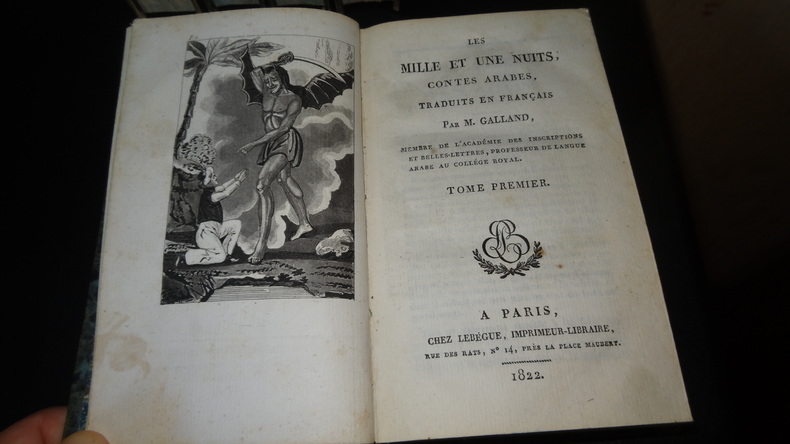 LES
MILLE ET UNE NUITS,
CONTES ARABES,
TRADUITS EN FRANÇAIS
PAR M. GALLAND,
MEMBRE DE L'ACADÉMIE DES INSCRIPTIONS
ET BELLES-LETTRES, PROFESSEUR DE LANGUE
ARABE AU COLLÉGE ROYAL.
TOME PREMIER.
A PARIS,
CHEZ LEBÉGUE, IMPRIMEUR-LIBRAIRE,
RUE DES RATS, N° 14, PRÈS LA PLACE MAUBERT.
1822.